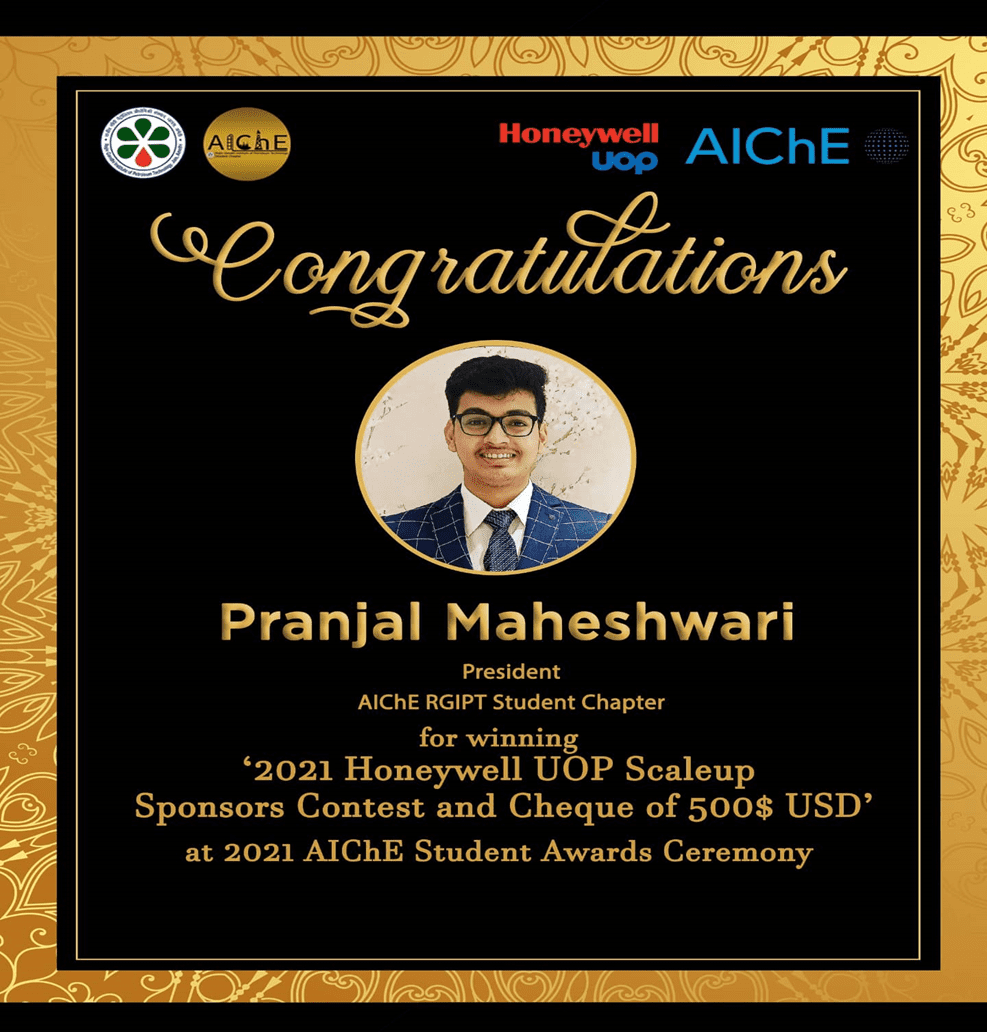 AIChE
Honeywell
UOP
AIChE
Congratulations
Pranjal Maheshwari
President
AIChE RGIPT Student Chapter
for winning
‘2021 Honeywell UOP Scaleup
Sponsors Contest and Cheque of 500$ USD’
at 2021 AIChE Student Awards Ceremony